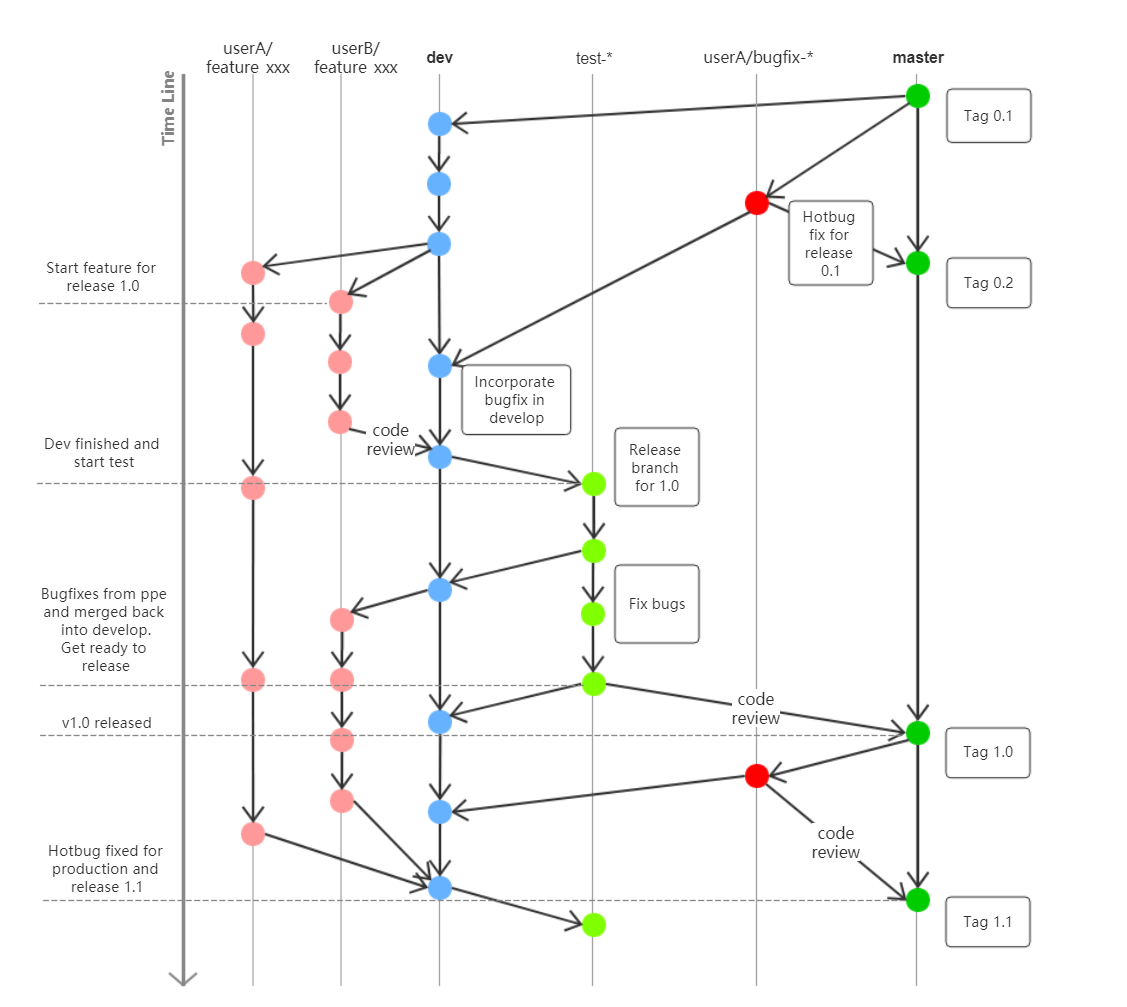 userA/
feature xxx
userB/
feature xxx
dev
test-*
userA/bugfix-*
master
Time Line
Tag 0.1
Hotbug
fix for
release
0.1
Tag 0.2
Start feature for
release 1.0
Incorporate
bugfix in
develop
code
review
Dev finished and
start test
Release
branch
for 1.0
Bugfixes from ppe
and merged back
into develop.
Get ready to
release
Fix bugs
code
review
v1.0 released
Tag 1.0
code
review
Hotbug fixed for
production and
release 1.1
Tag 1.1